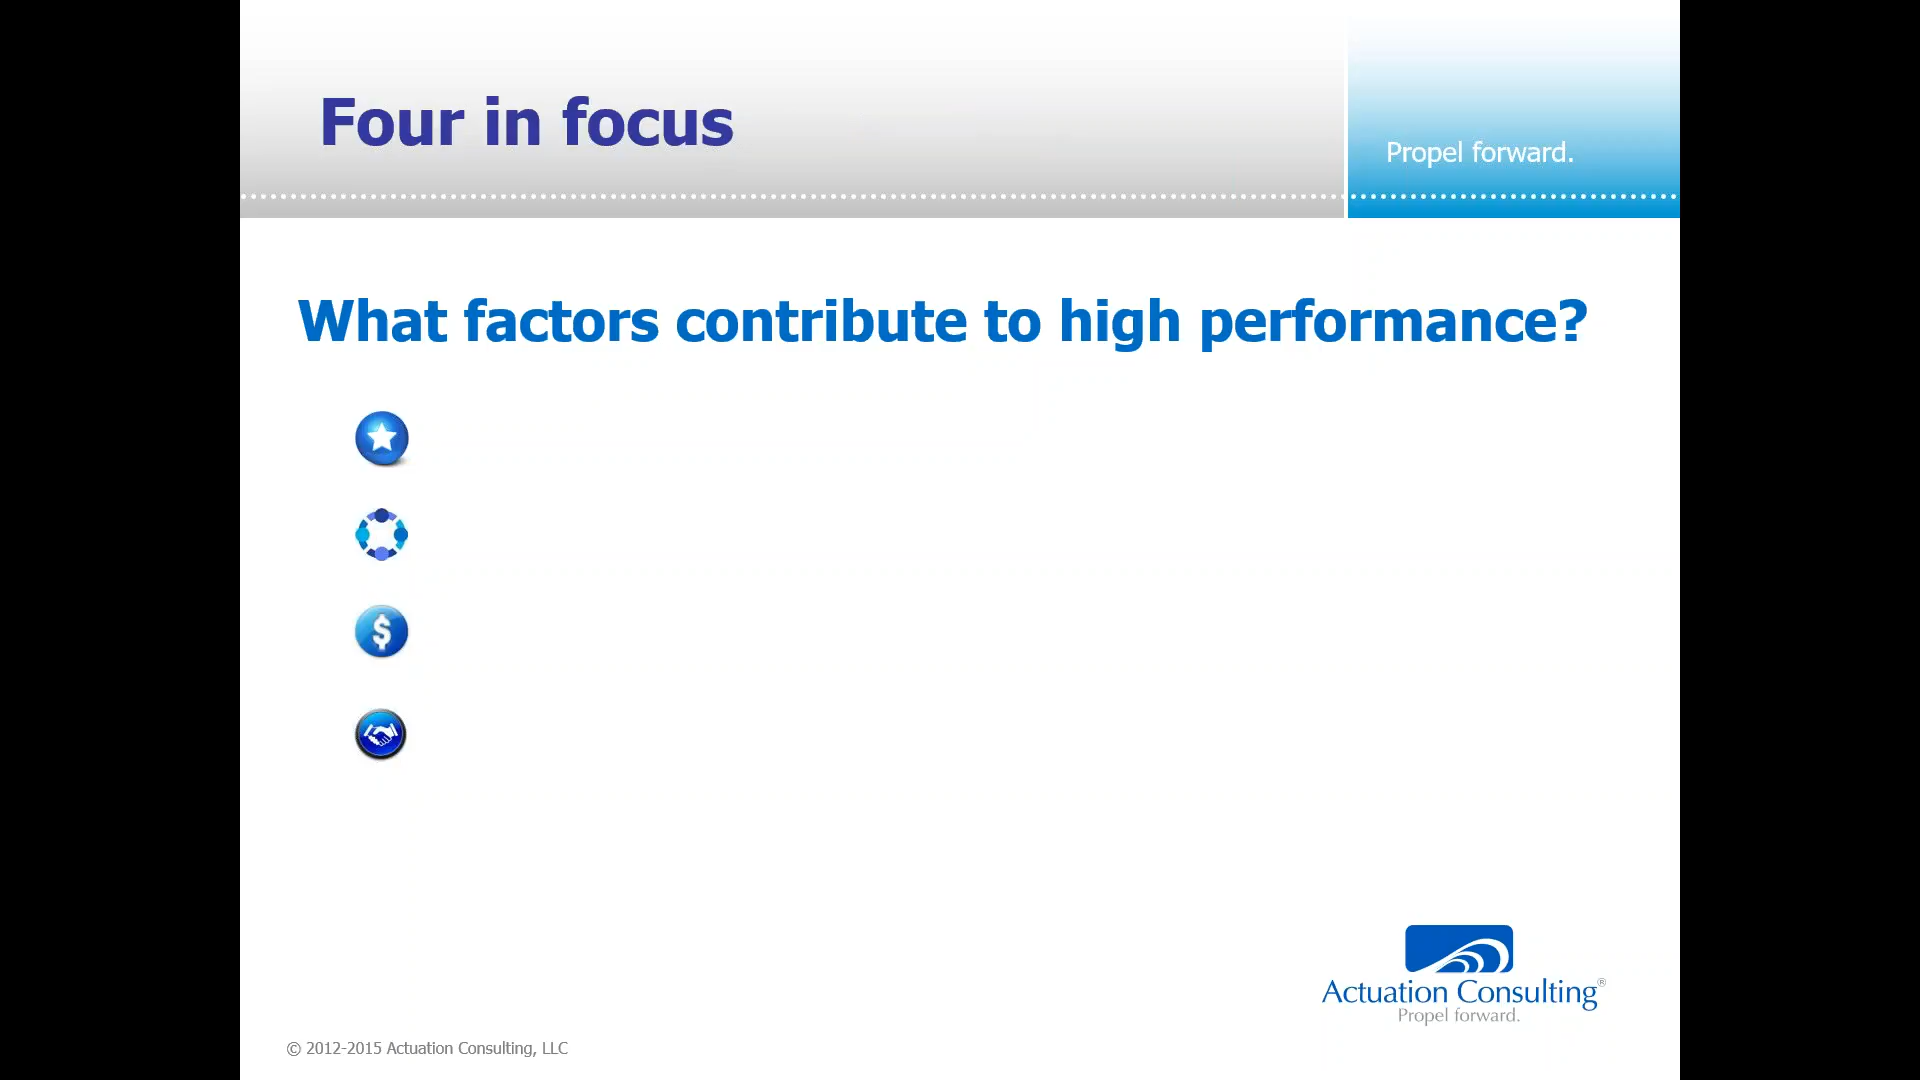 Four in focus
Propel forward.
What factors contribute to high performance?
$
Actuation Consulting®
Propel forward.
© 2012-2015 Actuation Consulting, LLC